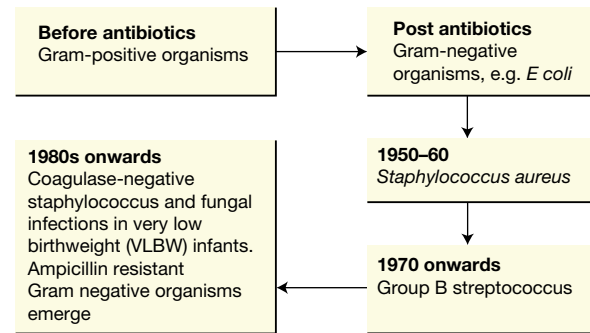 Before antibiotics
Gram-positive organisms
Post antibiotics
Gram-negative
organisms, e.g. E coli
1950–60
Staphylococcus aureus
1970 onwards
Group B streptococcus
1980s onwards
Coagulase-negative
staphylococcus and fungal
infections in very low
birthweight (VLBW) infants.
Ampicillin resistant
Gram negative organisms
emerge